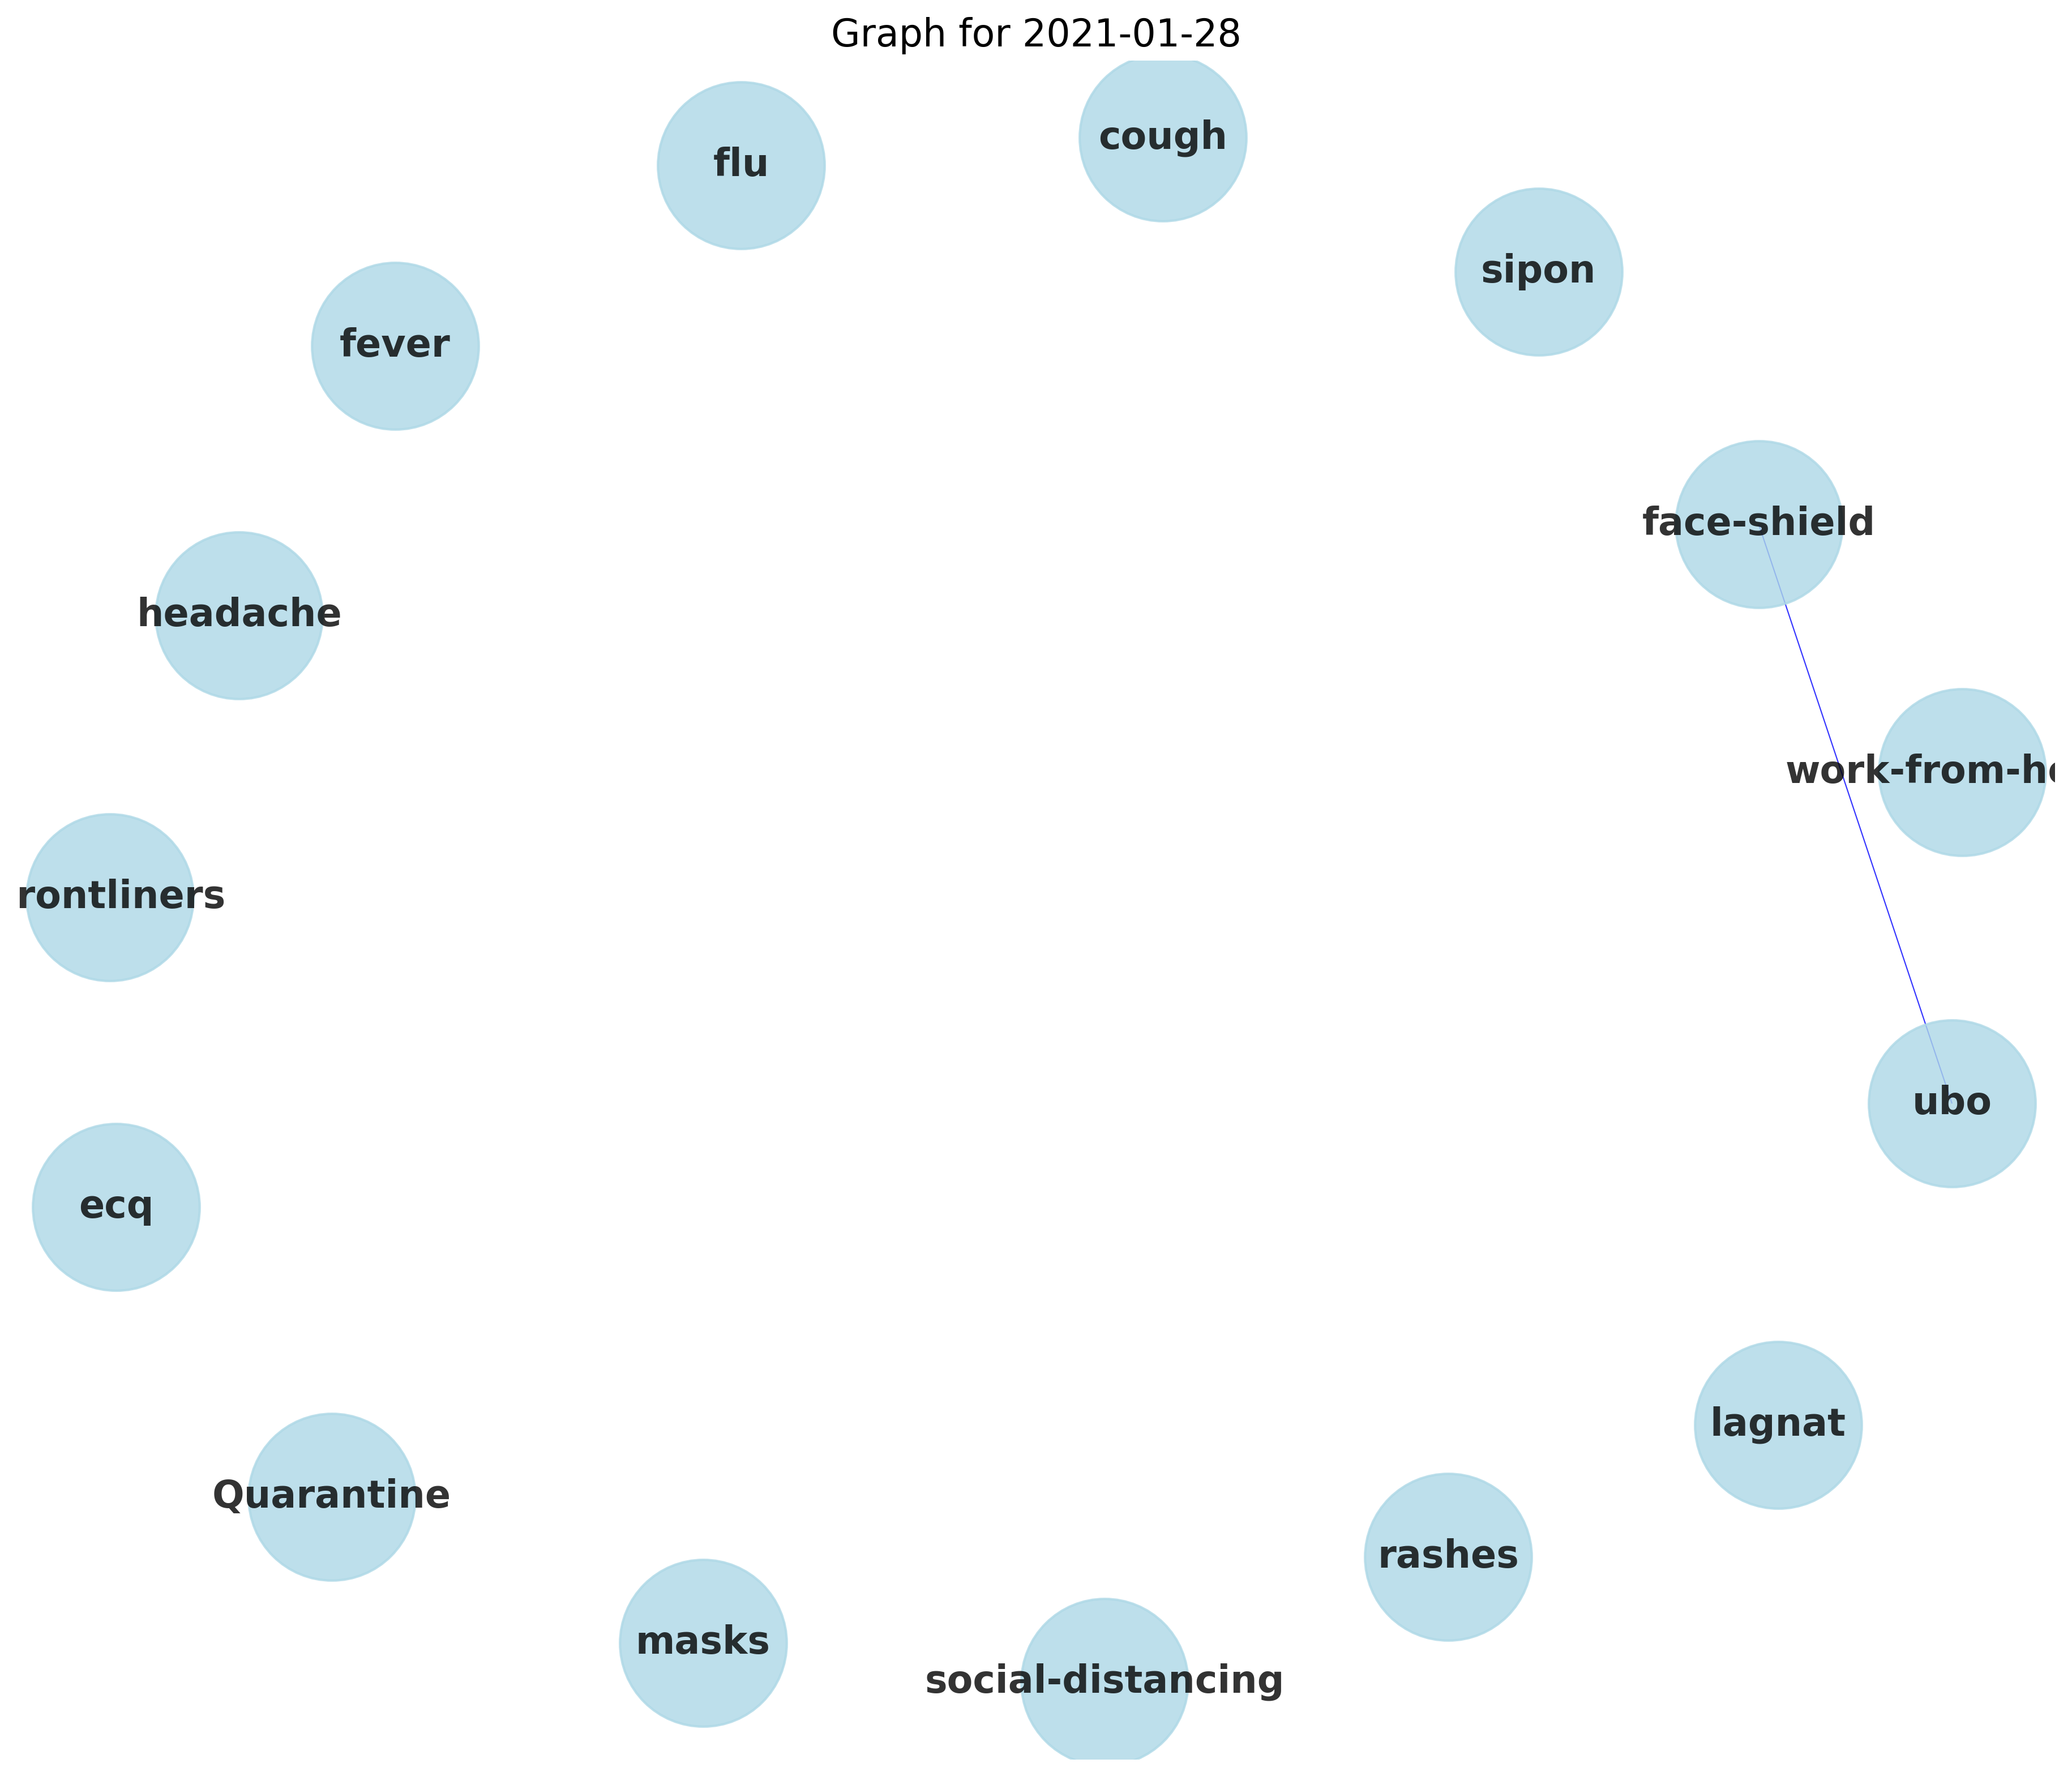 Graph for 2021-01-28
cough
flu
sipon
fever
face-shield
headache
work-from-ho
rontliners
ubo
ecq
lagnat
Quarantine
rashes
masks
social-distancing